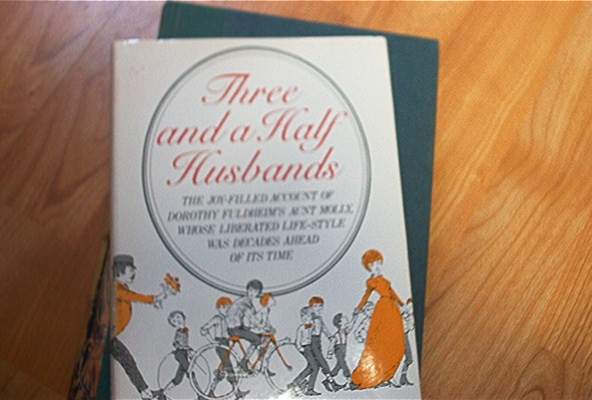 Three
and a Half
Husbands
THE JOY-FILLED ACCOUNT OF
DOROTHY FULDHEIM'S AUNT MOLLY,
WHOSE LIBERATED LIFE-STYLE
WAS DECADES AHEAD
OF ITS TIME